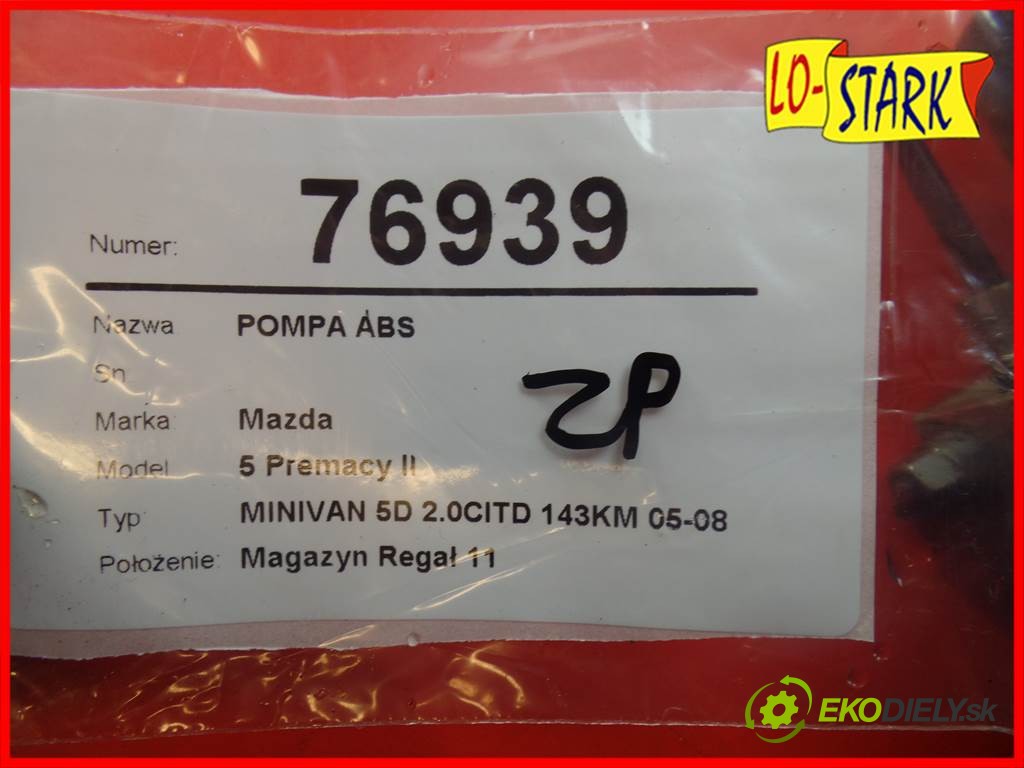 LO-STARK
Numer: 76939
Nazwa POMPA ABS
Sn
Marka: Mazda
Model 5 Premacy II
Typ MINIVAN 5D 2.0CITD 143KM 05-08
Położenie: Magazyn Regał 11
ZP
EKODIELY.sk